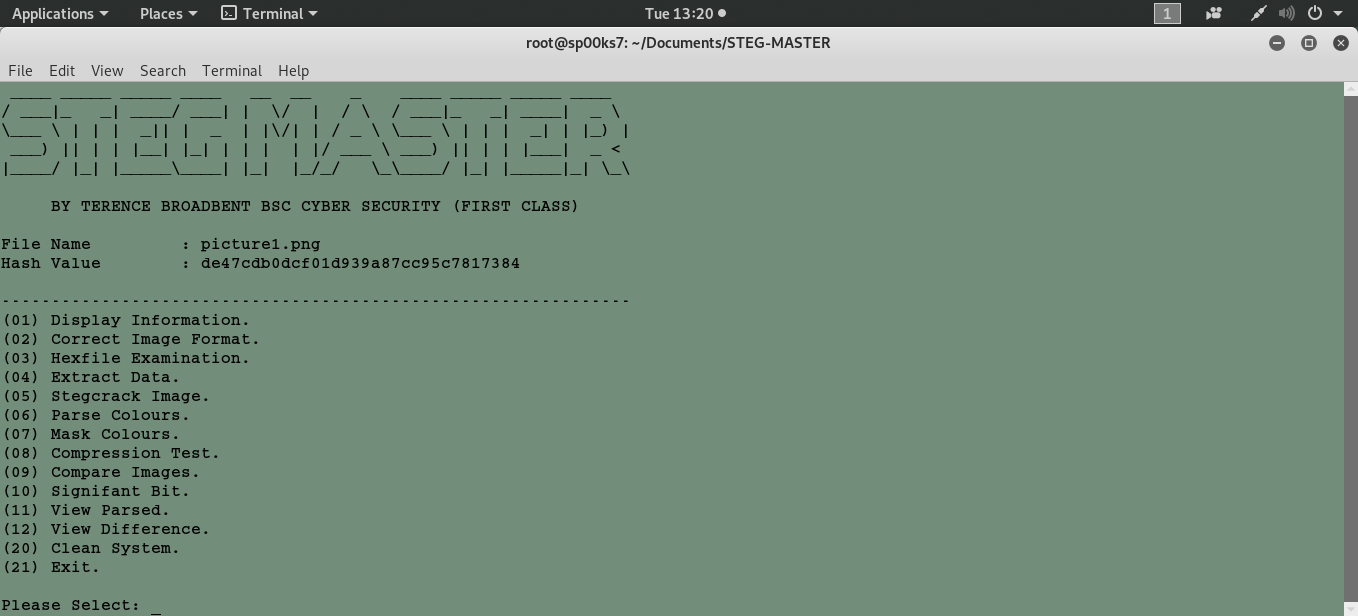 Applications Places Terminal Tue 13:20 1
root@sp00ks7: ~/Documents/STEG-MASTER
File Edit View Search Terminal Help
STEGMASTER
BY TERENCE BROADBENT BSC CYBER SECURITY (FIRST CLASS)
File Name : picture1.png
Hash Value : de47cdb0dcf01d939a87cc95c7817384
---------------------------------------------------------------
(01) Display Information.
(02) Correct Image Format.
(03) Hexfile Examination.
(04) Extract Data.
(05) Stegcrack Image.
(06) Parse Colours.
(07) Mask Colours.
(08) Compression Test.
(09) Compare Images.
(10) Signifant Bit.
(11) View Parsed.
(12) View Difference.
(20) Clean System.
(21) Exit.
Please Select: _